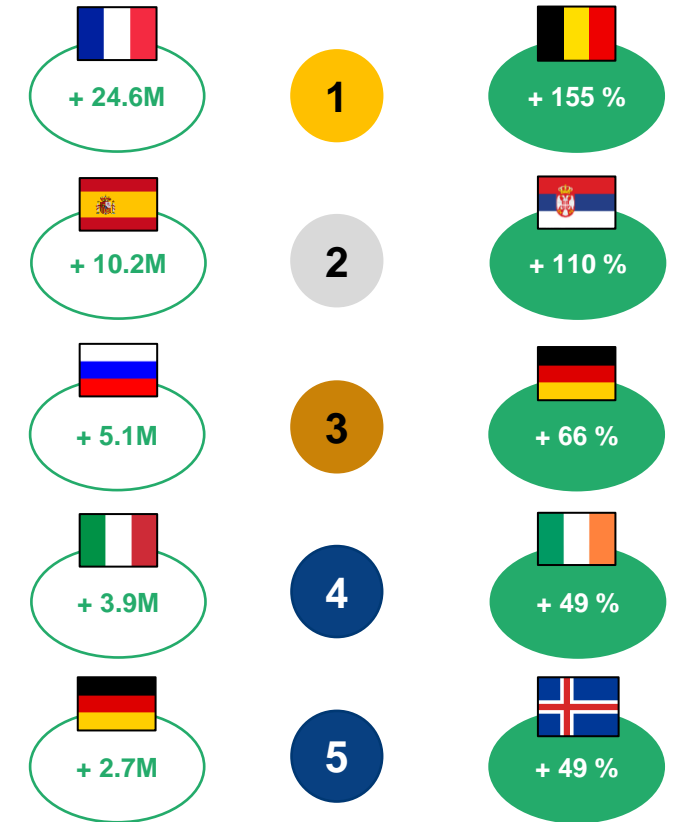 + 24.6M
1
+ 155 %
+ 10.2M
2
+ 110 %
+ 5.1M
3
+ 66 %
+ 3.9M
4
+ 49 %
+ 2.7M
5
+ 49 %